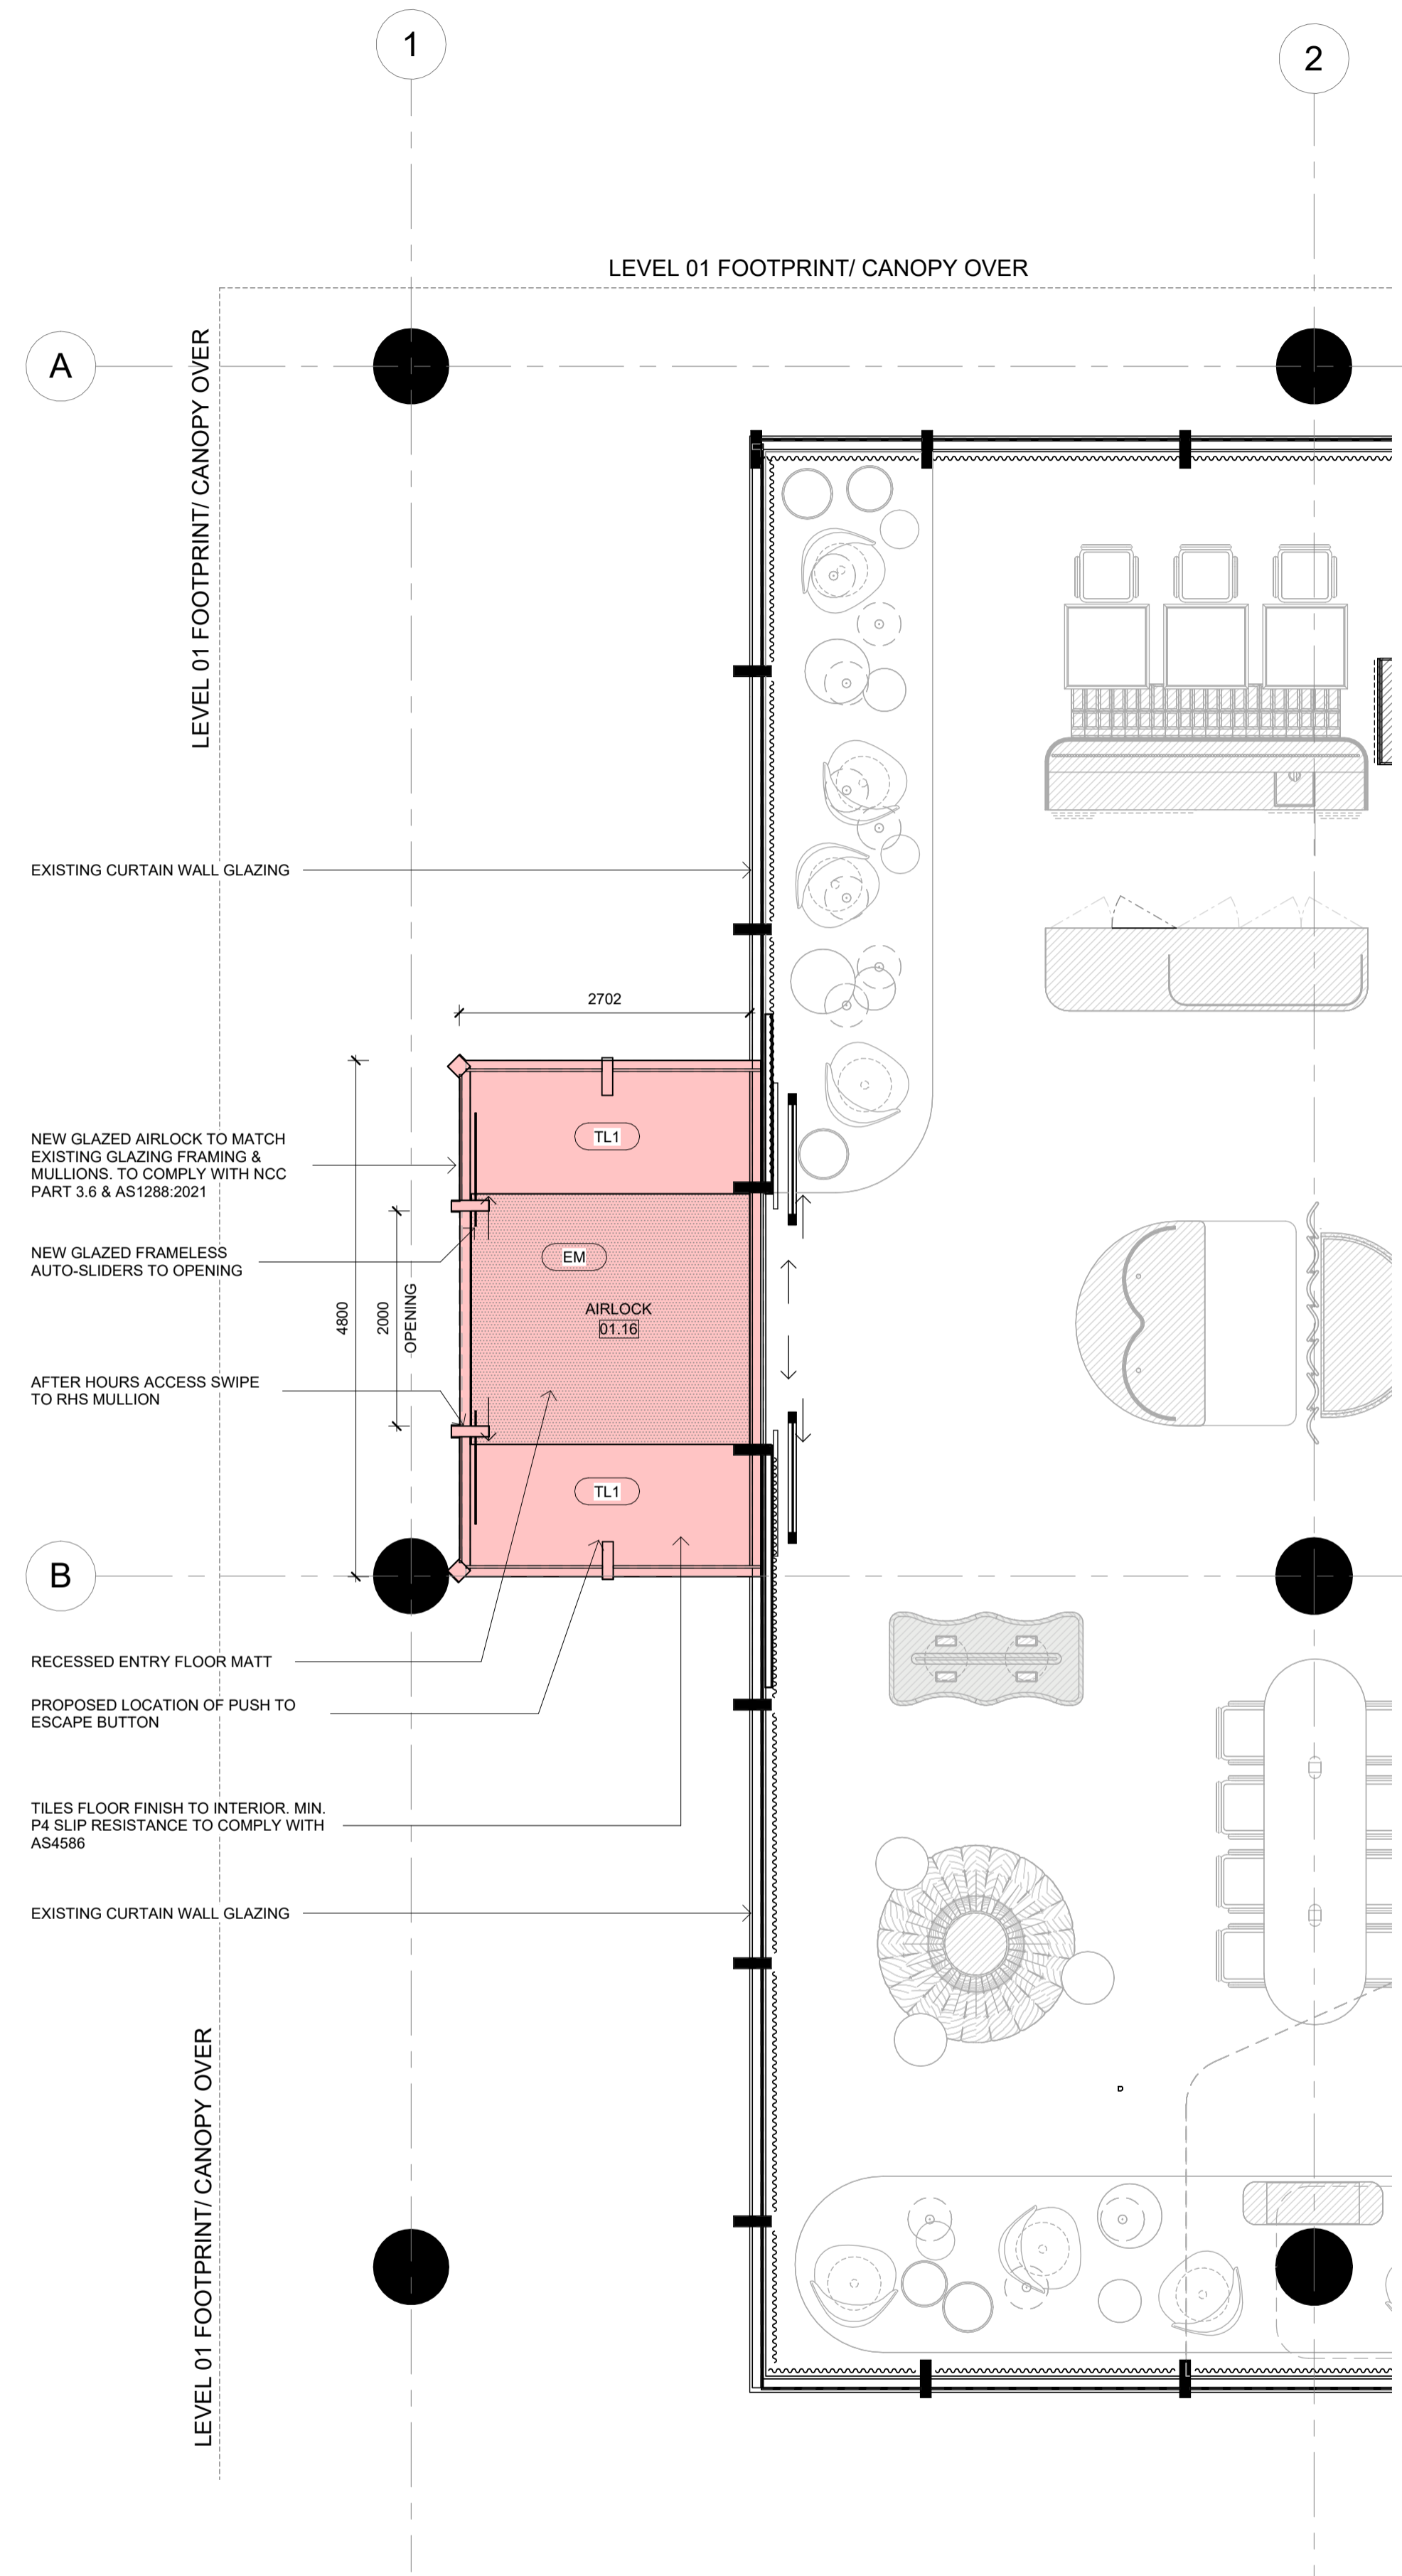 1
2
LEVEL 01 FOOTPRINT/ CANOPY OVER
LEVEL 01 FOOTPRINT/ CANOPY OVER
A
EXISTING CURTAIN WALL GLAZING
2702
NEW GLAZED AIRLOCK TO MATCH
EXISTING GLAZING FRAMING &
MULLIONS. TO COMPLY WITH NCC
PART 3.6 & AS1288:2021
TL1
NEW GLAZED FRAMELESS
AUTO-SLIDERS TO OPENING
EM
4800
2000
OPENING
AIRLOCK
01.16
AFTER HOURS ACCESS SWIPE
TO RHS MULLION
TL1
B
RECESSED ENTRY FLOOR MATT
PROPOSED LOCATION OF PUSH TO
ESCAPE BUTTON
TILES FLOOR FINISH TO INTERIOR. MIN.
P4 SLIP RESISTANCE TO COMPLY WITH
AS4586
EXISTING CURTAIN WALL GLAZING
LEVEL 01 FOOTPRINT/ CANOPY OVER